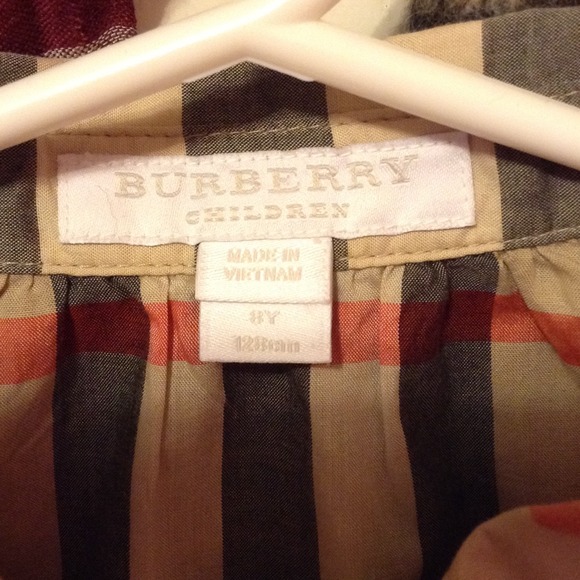 BURBERRY
CHILDREN
MADE IN
VIETNAM
8Y
128cm